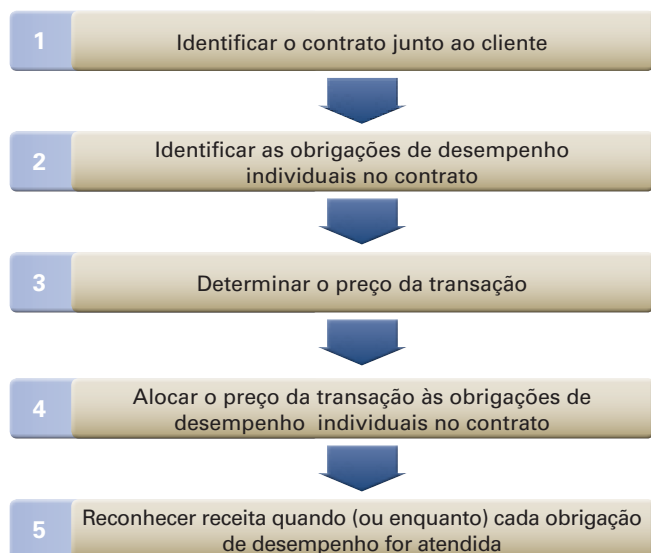 1
Identificar o contrato junto ao cliente
2
Identificar as obrigações de desempenho
individuais no contrato
3
Determinar o preço da transação
4
Alocar o preço da transação às obrigações de
desempenho individuais no contrato
5
Reconhecer receita quando (ou enquanto) cada obrigação
de desempenho for atendida